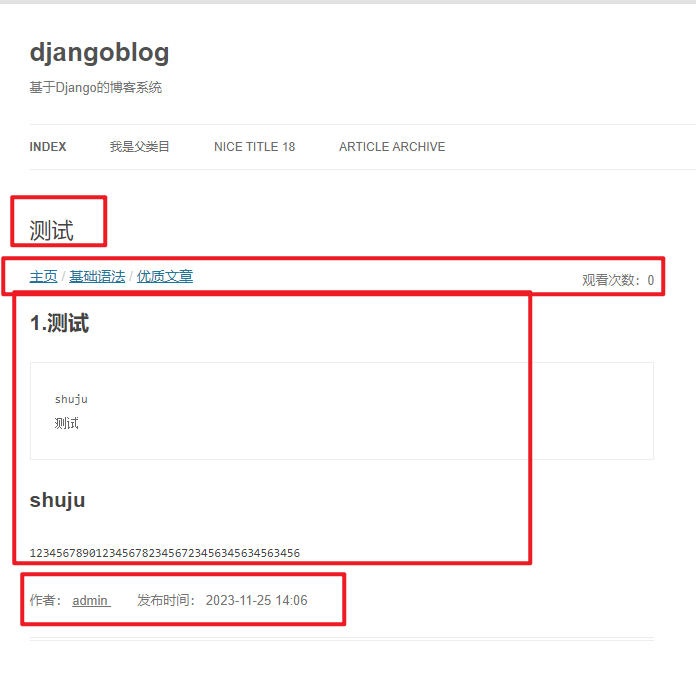 djangoblog
基于Django的博客系统
INDEX 我是父类目 NICE TITLE 18 ARTICLE ARCHIVE
测试
主页 / 基础语法 / 优质文章 观看次数：0
1.测试
shuju
测试
shuju
1234567890123456782345672345634563456​3456
作者： admin 发布时间： 2023-11-25 14:06